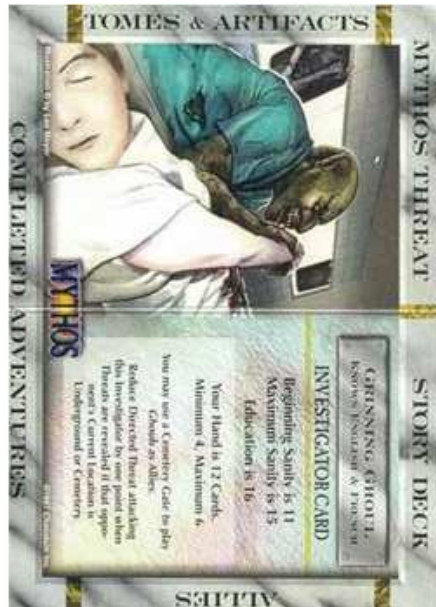 TOMES & ARTIFACTS
MYTHOS THREAT
STORY DECK
ALLIES
COMPLETED ADVENTURES
MYTHOS
GRINNING GHOUL
KNOWS ENGLISH & FRENCH
INVESTIGATOR CARD
Beginning Sanity is 11
Maximum Sanity is 15
Education is 16
Your Hand is 12 Cards.
Minimum 4, Maximum 6
You may use a Cemetery Gate to play
Ghouls as Allies.
Reduce Directed Threat attacking
this Investigator by one point when
Threats are revealed if that oppo-
nent's Current Location is
Underground or Cemetery.